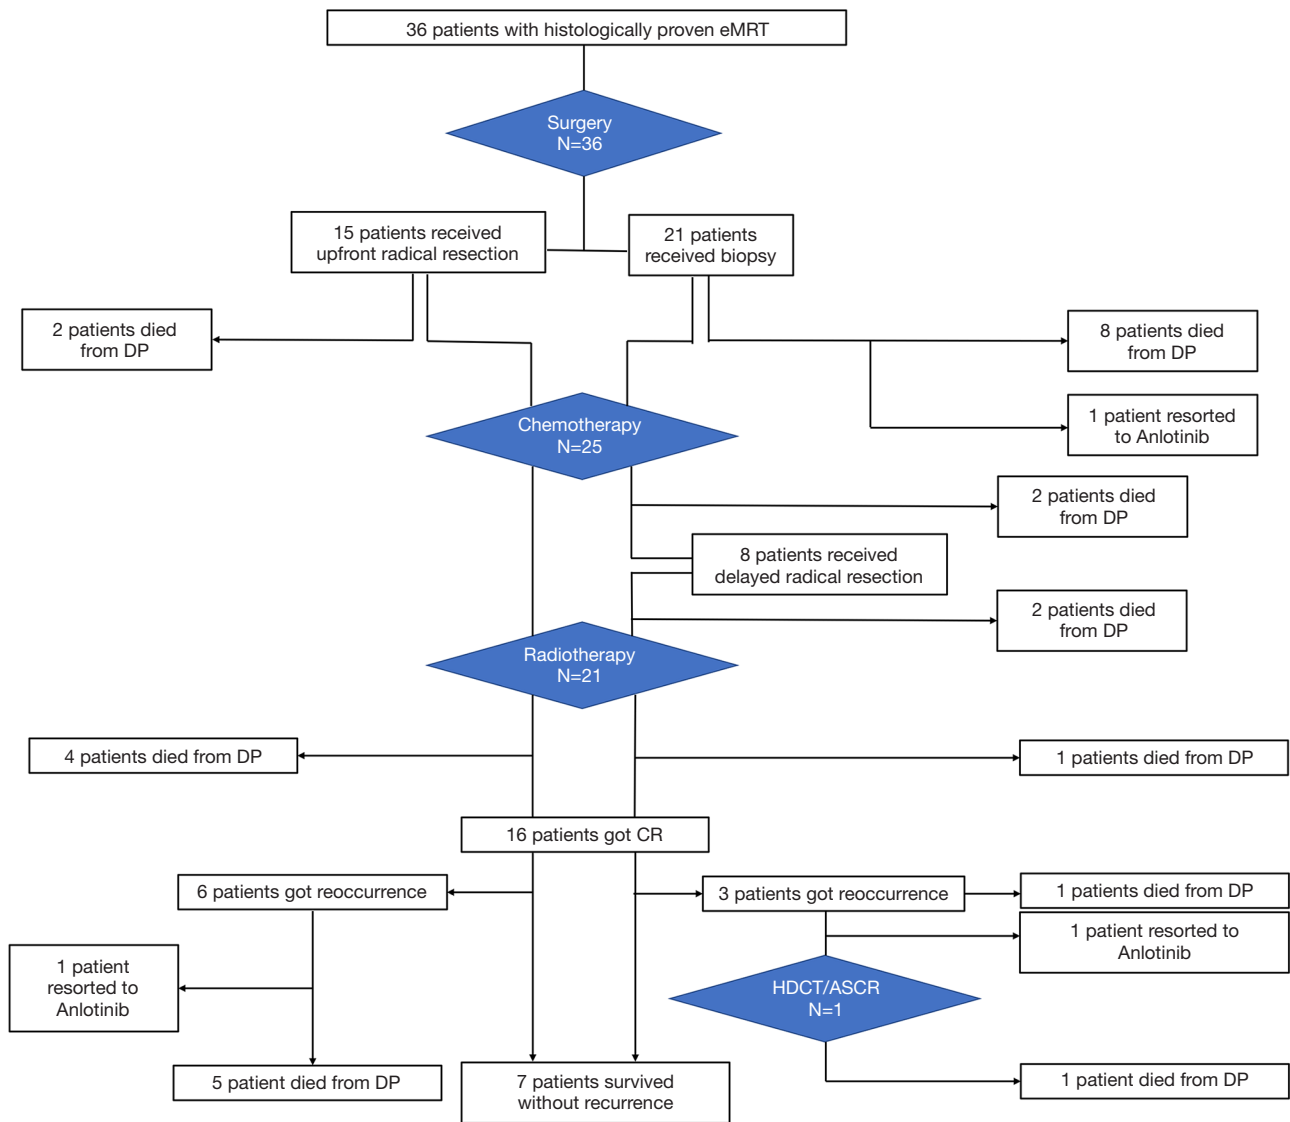 36 patients with histologically proven eMRT
Surgery
N=36
15 patients received
upfront radical resection
21 patients
received biopsy
2 patients died
from DP
8 patients died
from DP
1 patient resorted
to Anlotinib
Chemotherapy
N=25
2 patients died
from DP
8 patients received
delayed radical resection
2 patients died
from DP
Radiotherapy
N=21
4 patients died from DP
1 patients died from DP
16 patients got CR
6 patients got reoccurrence
3 patients got reoccurrence
1 patients died from DP
1 patient resorted to
Anlotinib
1 patient
resorted to
Anlotinib
HDCT/ASCR
N=1
5 patient died from DP
7 patients survived
without recurrence
1 patient died from DP